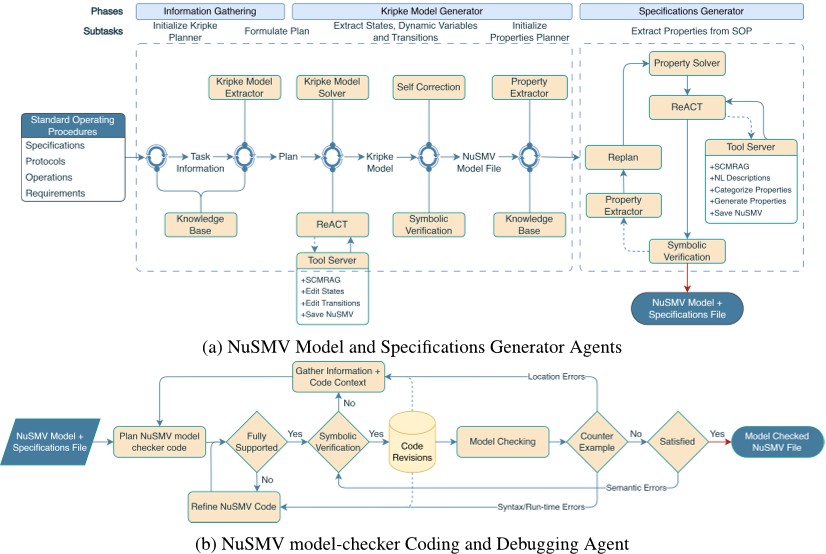 Phases
Information Gathering
Kripke Model Generator
Specifications Generator
Subtasks
Initialize Kripke
Planner
Formulate Plan
Extract States, Dynamic Variables
and Transitions
Initialize
Properties Planner
Extract Properties from SOP
Standard Operating
Procedures
Specifications
Protocols
Operations
Requirements
Task
Information
Kripke Model
Extractor
Knowledge
Base
Plan
Kripke Model
Solver
ReACT
Tool Server
+SCMRAG
+Edit States
+Edit Transitions
+Save NuSMV
Kripke
Model
Self Correction
Symbolic
Verification
NuSMV
Model File
Property
Extractor
Knowledge
Base
Property Solver
ReACT
Replan
Property
Extractor
Tool Server
+SCMRAG
+NL Descriptions
+Categorize Properties
+Generate Properties
+Save NuSMV
Symbolic
Verification
NuSMV Model +
Specifications File
(a) NuSMV Model and Specifications Generator Agents
Gather Information +
Code Context
Location Errors
No
NuSMV Model +
Specifications File
Plan NuSMV model
checker code
Fully
Supported
Yes
Symbolic
Verification
Yes
Code
Revisions
Model Checking
Counter
Example
No
Satisfied
Yes
Model Checked
NuSMV File
No
Semantic Errors
Refine NuSMV Code
Syntax/Run-time Errors
(b) NuSMV model-checker Coding and Debugging Agent